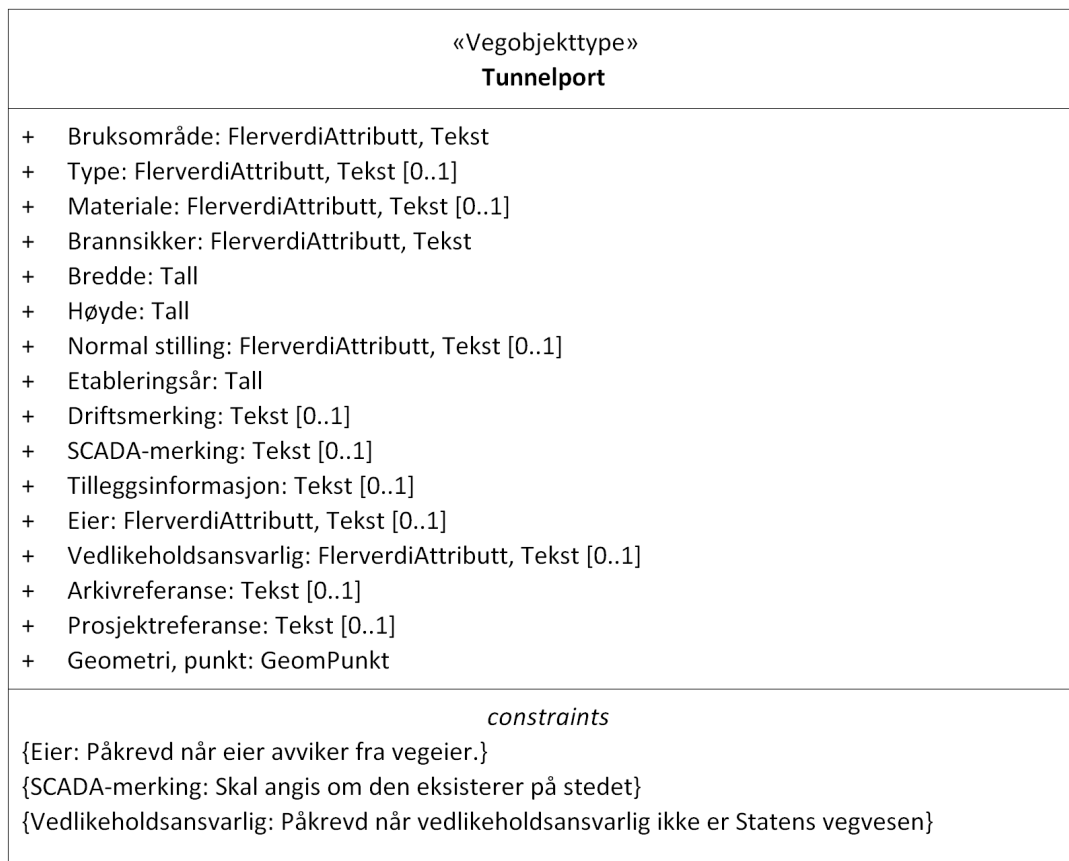 «Vegobjekttype»
Tunnelport
+ Bruksområde: FlerverdiAttributt, Tekst
+ Type: FlerverdiAttributt, Tekst [0..1]
+ Materiale: FlerverdiAttributt, Tekst [0..1]
+ Brannsikker: FlerverdiAttributt, Tekst
+ Bredde: Tall
+ Høyde: Tall
+ Normal stilling: FlerverdiAttributt, Tekst [0..1]
+ Etableringsår: Tall
+ Driftsmerking: Tekst [0..1]
+ SCADA-merking: Tekst [0..1]
+ Tilleggsinformasjon: Tekst [0..1]
+ Eier: FlerverdiAttributt, Tekst [0..1]
+ Vedlikeholdsansvarlig: FlerverdiAttributt, Tekst [0..1]
+ Arkivreferanse: Tekst [0..1]
+ Prosjektreferanse: Tekst [0..1]
+ Geometri, punkt: GeomPunkt
constraints
{Eier: Påkrevd når eier avviker fra vegeier.}
{SCADA-merking: Skal angis om den eksisterer på stedet}
{Vedlikeholdsansvarlig: Påkrevd når vedlikeholdsansvarlig ikke er Statens vegvesen}